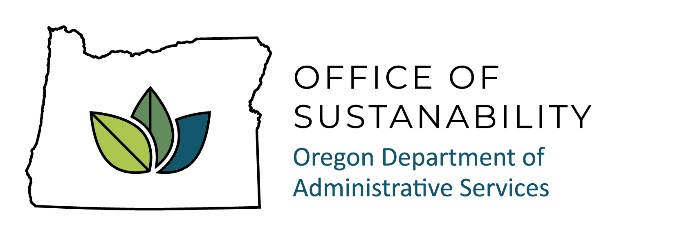 OFFICE OF
SUSTANABILITY
Oregon Department of
Administrative Services